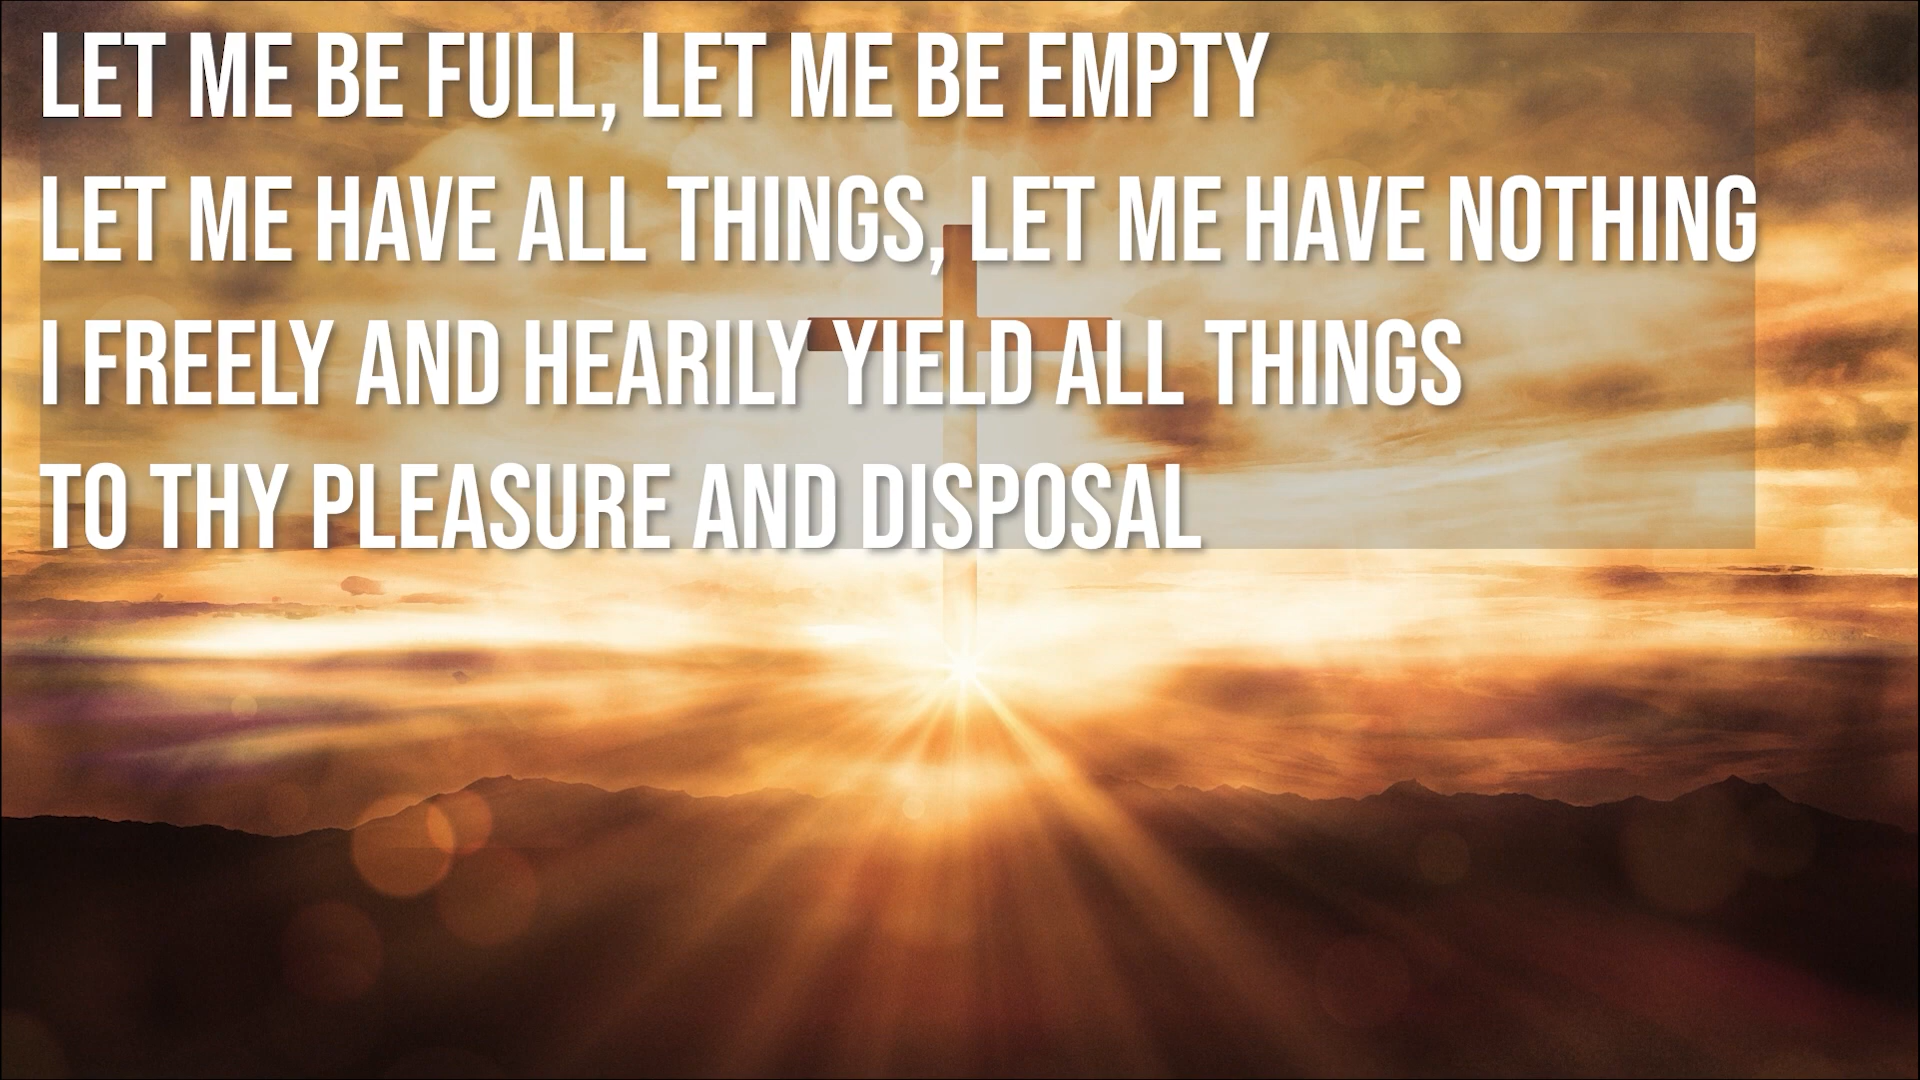 LET ME BE FULL, LET ME BE EMPTY
LET ME HAVE ALL THINGS, LET ME HAVE NOTHING
I FREELY AND HEARILY YIELD ALL THINGS
TO THY PLEASURE AND DISPOSAL